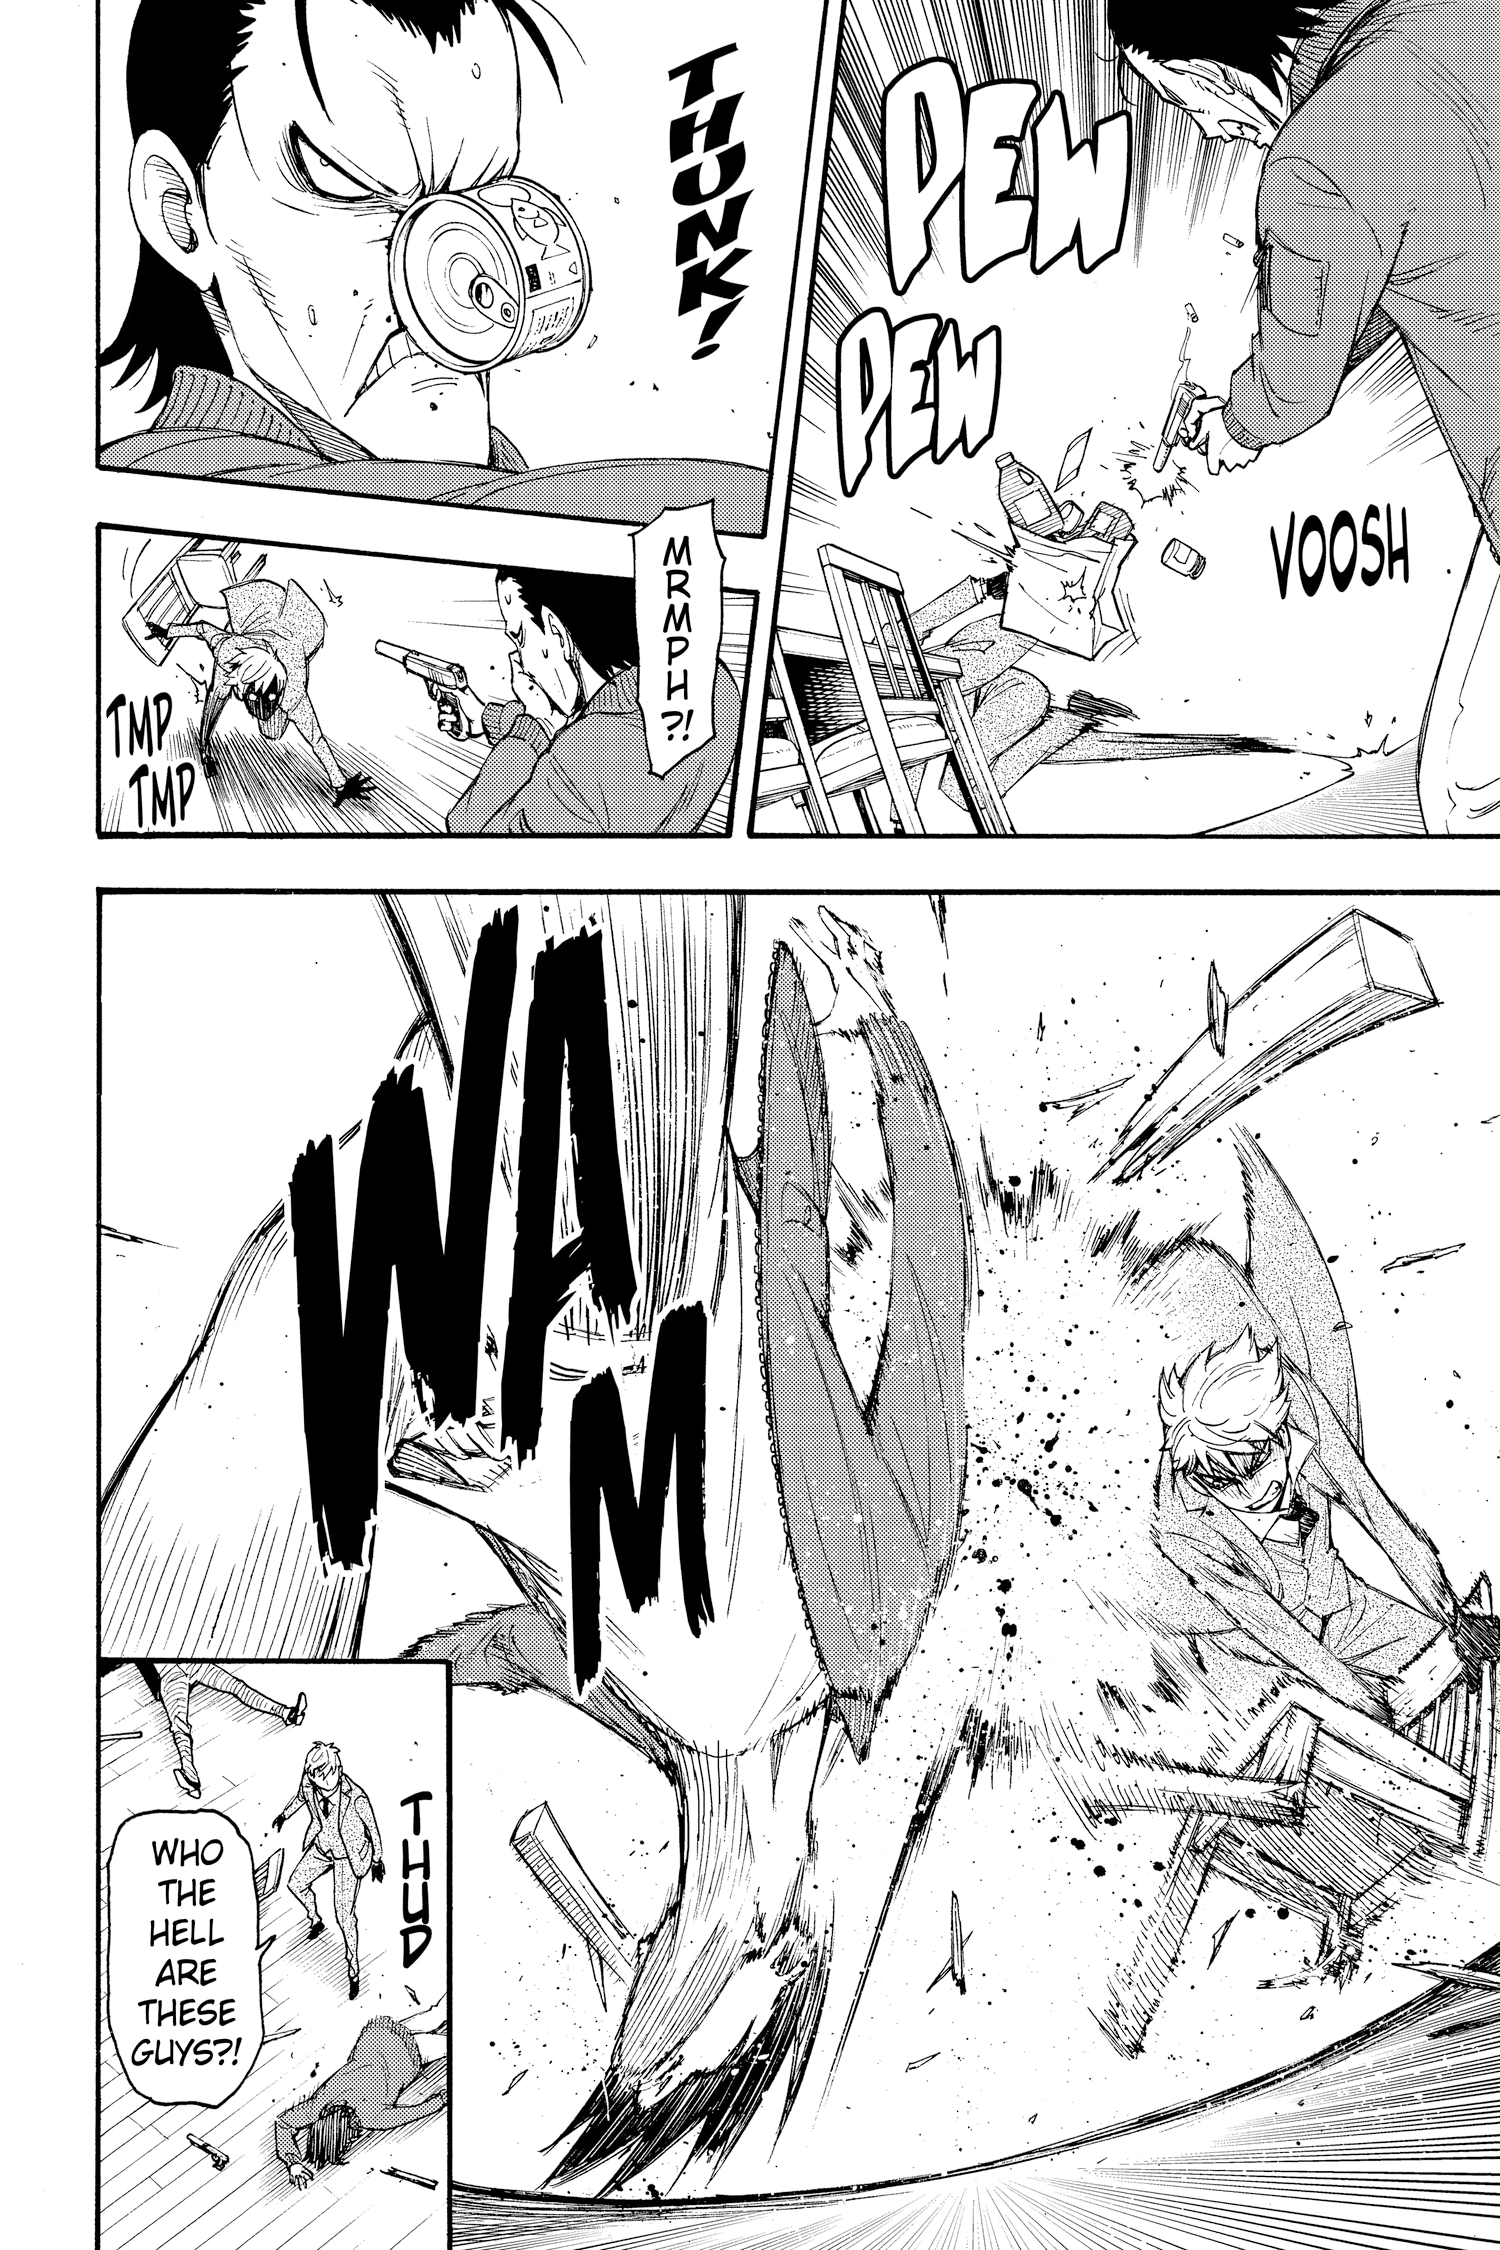 PEW
PEW
VOOSH
THUNK!
MRMPH?!
TMP
TMP
WAM
THUD
WHO
THE
HELL
ARE
THESE
GUYS?!